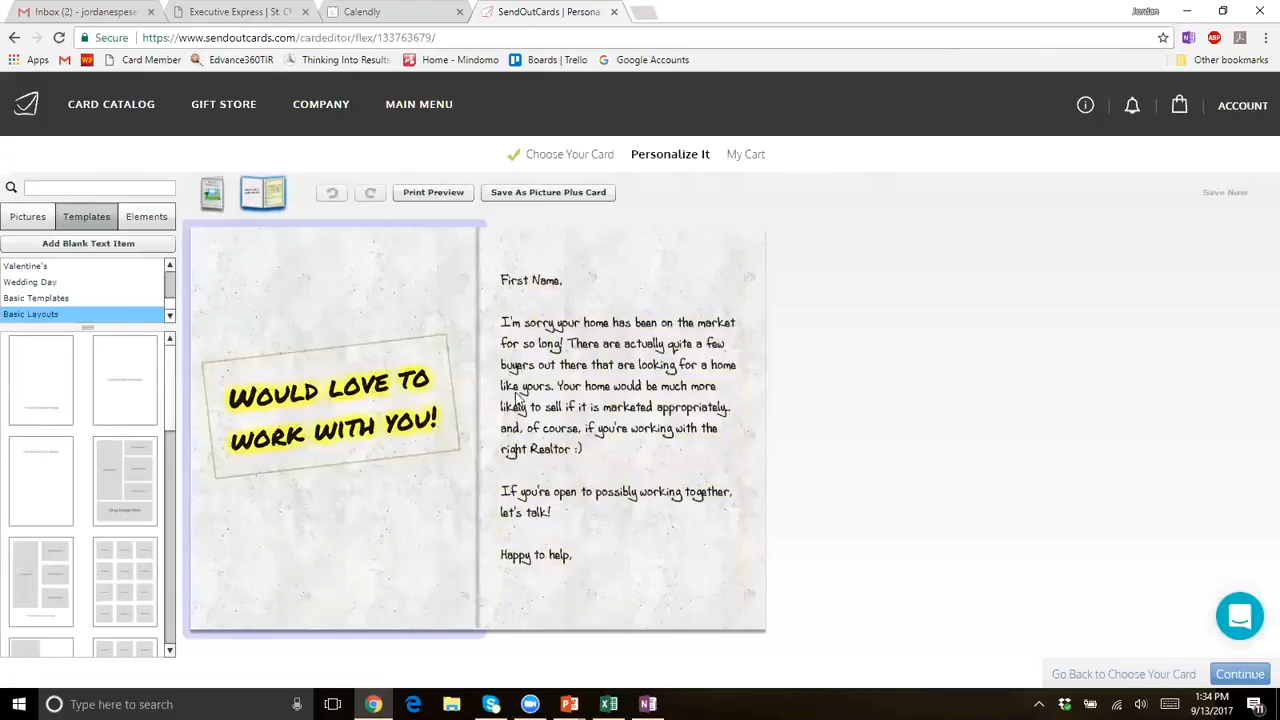 Inbox (2) - jordanespese
Executive Express | St. C
Calendly
SendOutCards | Persona
Jordan
Secure
https://www.sendoutcards.com/cardeditor/flex/133763679/
Apps
Card Member
Edvance360TIR
Thinking Into Results
Home - Mindomo
Boards | Trello
Google Accounts
Other bookmarks
CARD CATALOG
GIFT STORE
COMPANY
MAIN MENU
ACCOUNT
Choose Your Card
Personalize It
My Cart
Print Preview
Save As Picture Plus Card
Save Now
Pictures
Templates
Elements
Add Blank Text Item
Valentine's
Wedding Day
Basic Templates
Basic Layouts
Drag Image Here
WOULD LOVE TO
WORK WITH YOU!
First Name,
I'm sorry your home has been on the market
for so long! There are actually quite a few
buyers out there that are looking for a home
like yours. Your home would be much more
likely to sell if it is marketed appropriately..
and, of course, if you're working with the
right Realtor :)
If you're open to possibly working together,
let's talk!
Happy to help,
Go Back to Choose Your Card
Continue
Type here to search
1:34 PM
9/13/2017